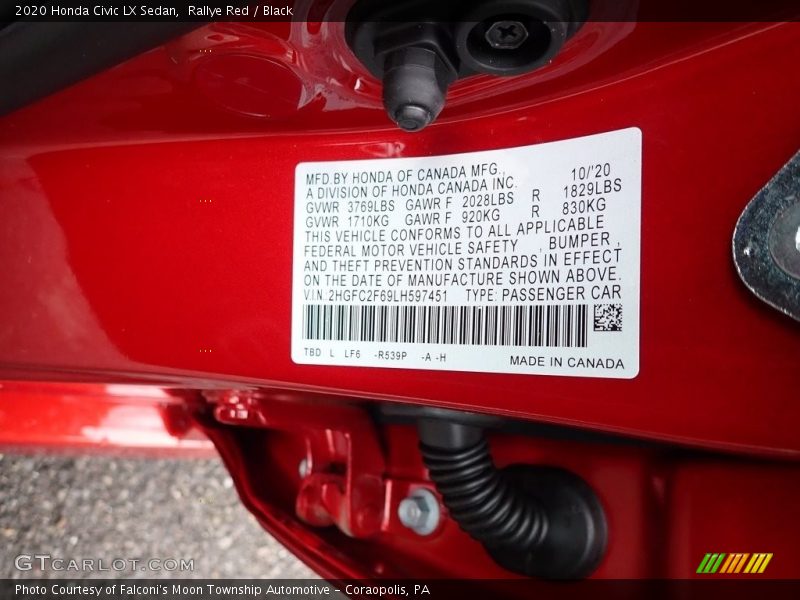 2020 Honda Civic LX Sedan, Rallye Red / Black
MFD BY HONDA OF CANADA MFG., 10/'20
A DIVISION OF HONDA CANADA INC.
GVWR 3769LBS GAWR F 2028LBS R 1829LBS
GVWR 1710KG GAWR F 920KG R 830KG
THIS VEHICLE CONFORMS TO ALL APPLICABLE
FEDERAL MOTOR VEHICLE SAFETY , BUMPER ,
AND THEFT PREVENTION STANDARDS IN EFFECT
ON THE DATE OF MANUFACTURE SHOWN ABOVE.
V.I.N: 2HGFC2F69LH597451 TYPE: PASSENGER CAR
TBD L LF6 -R539P -A -H
MADE IN CANADA
GTCARLOT.COM
Photo Courtesy of Falconi's Moon Township Automotive – Coraopolis, PA